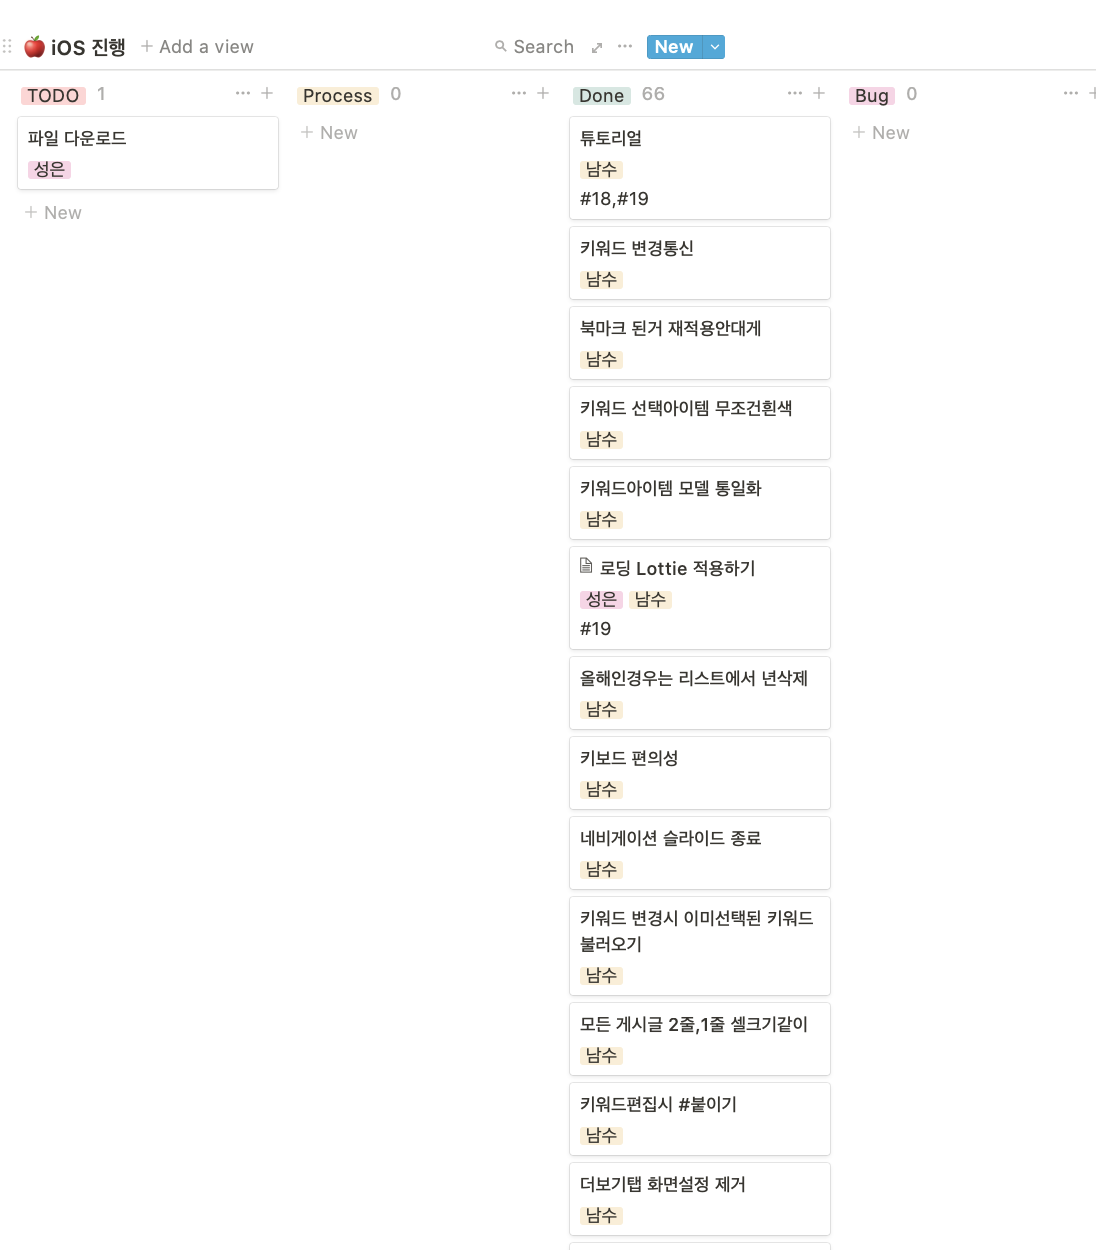 iOS 진행
Add a view
Search
New
TODO 1
파일 다운로드
성은
New
Process 0
New
Done 66
튜토리얼
남수
#18,#19
키워드 변경통신
남수
북마크 된거 재적용안대게
남수
키워드 선택아이템 무조건흰색
남수
키워드아이템 모델 통일화
남수
로딩 Lottie 적용하기
성은 남수
#19
올해인경우는 리스트에서 년삭제
남수
키보드 편의성
남수
네비게이션 슬라이드 종료
남수
키워드 변경시 이미선택된 키워드
불러오기
남수
모든 게시글 2줄,1줄 셀크기같이
남수
키워드편집시 #붙이기
남수
더보기탭 화면설정 제거
남수
Bug 0
New